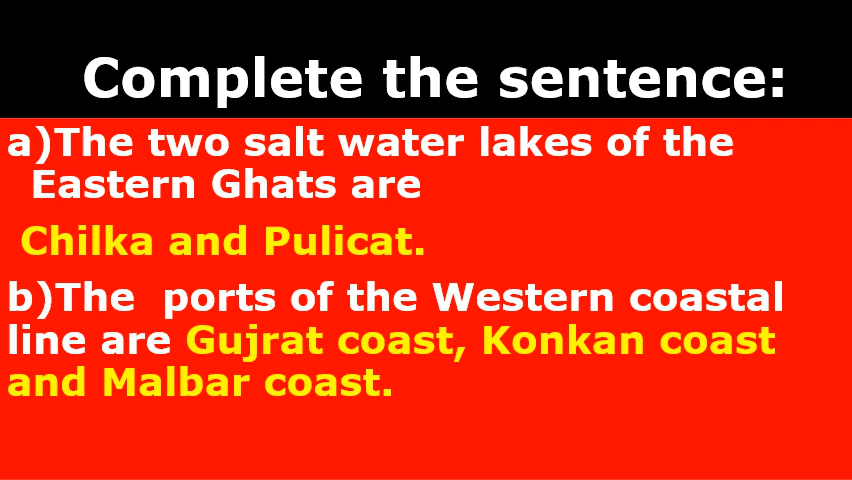 Complete the sentence:
a)The two salt water lakes of the
Eastern Ghats are
Chilka and Pulicat.
b)The ports of the Western coastal
line are Gujrat coast, Konkan coast
and Malbar coast.